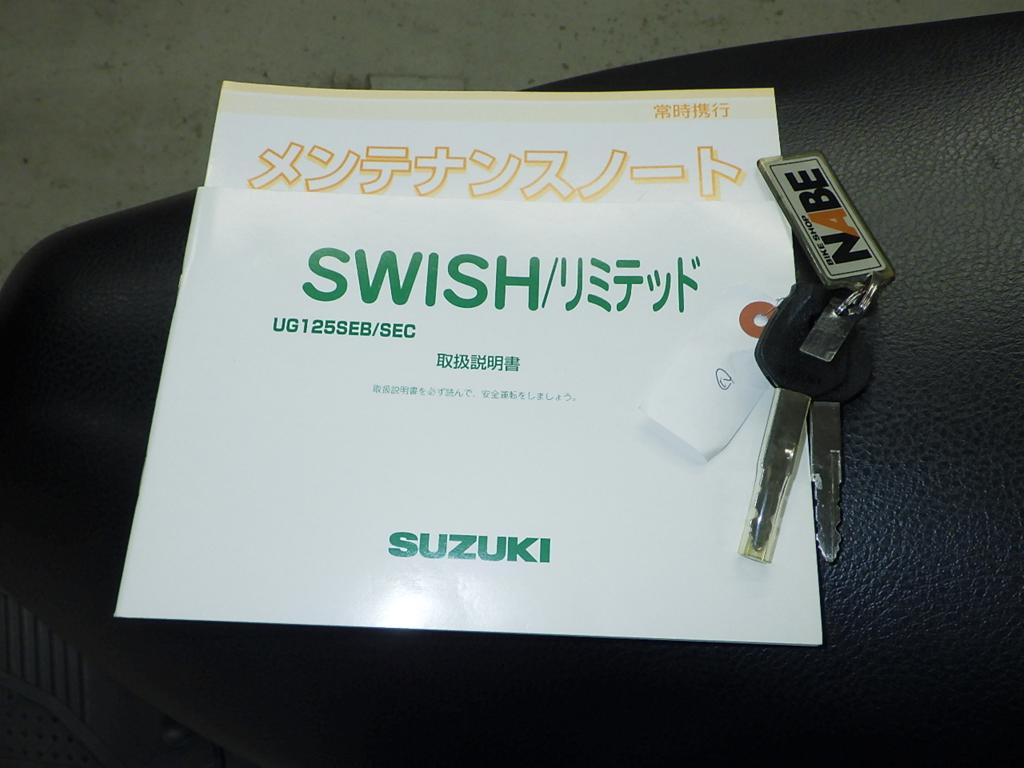 常時携行
メンテナンスノート
SWISH/リミテッド
UG125SEB/SEC
取扱説明書
取扱説明書を必ず読んで、安全運転をしましょう。
SUZUKI
BIKE SHOP
NABE